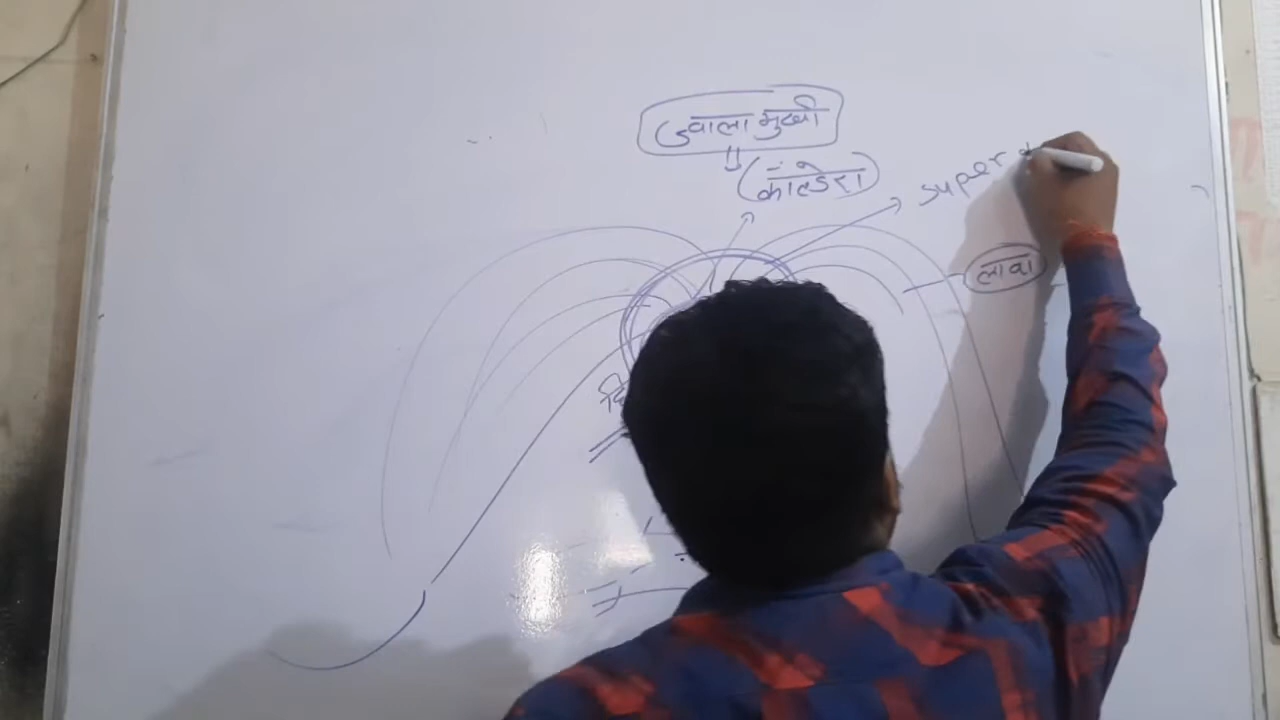 ज्वाला मुखी
काल्डेरा
super
लावा